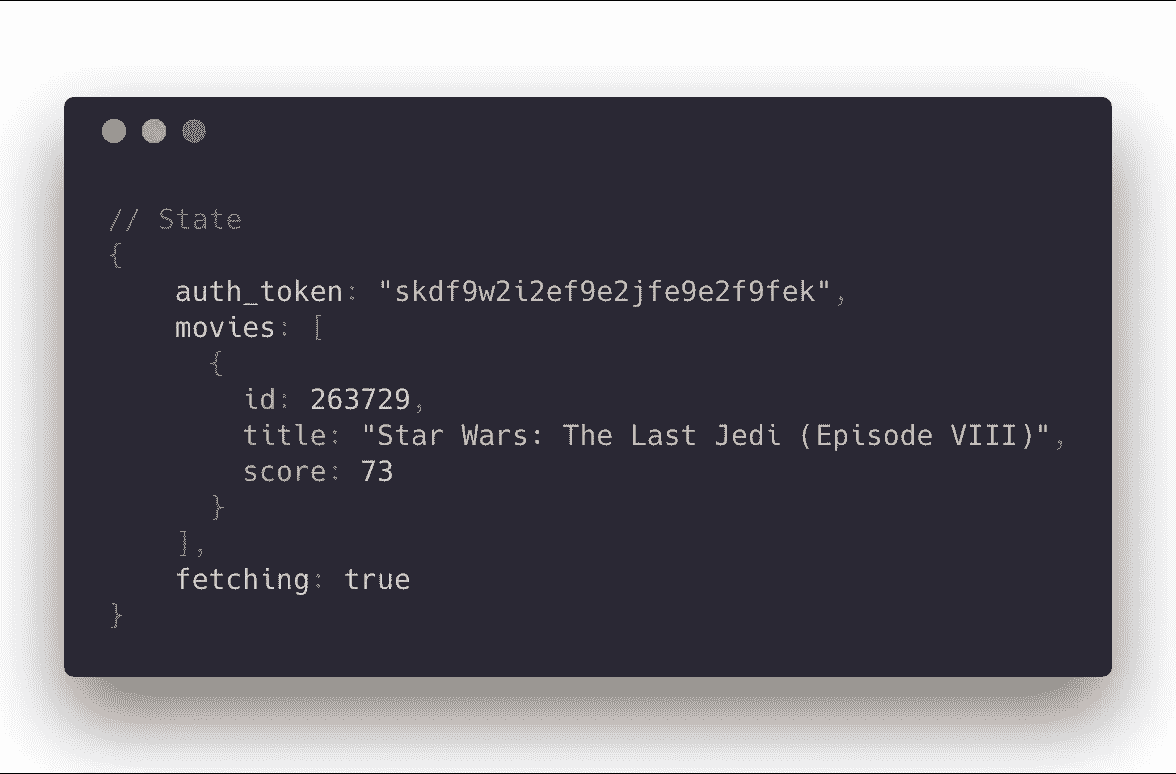 // State
{
auth_token: "skdf9w2i2ef9e2jfe9e2f9fek",
movies: [
{
id: 263729,
title: "Star Wars: The Last Jedi (Episode VIII)",
score: 73
}
],
fetching: true
}